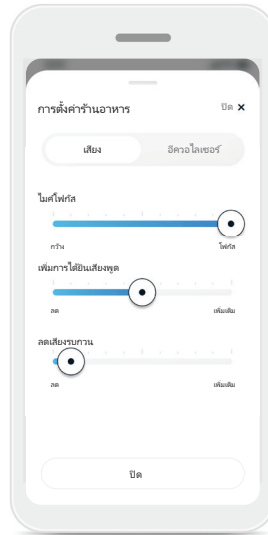 การตั้งค่าร้านอาหาร ปิด ×
เสียง อีควอไลเซอร์
ไมค์โฟกัส
กว้าง โฟกัส
เพิ่มการได้ยินเสียงพูด
ลด เพิ่มเติม
ลดเสียงรบกวน
ลด เพิ่มเติม
ปิด